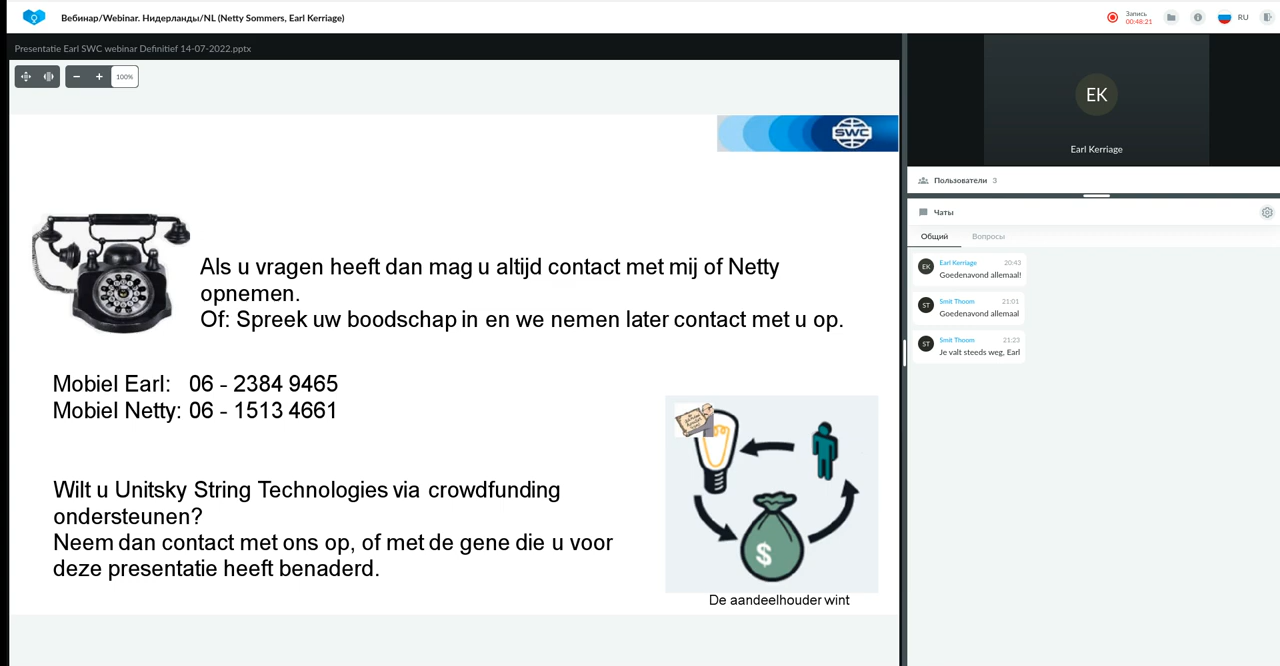 Вебинар/Webinar. Нидерланды/NL (Netty Sommers, Earl Kerriage)
Запись
00:48:21
RU
Presentatie Earl SWC webinar Definitief 14-07-2022.pptx
100%
SWC
Als u vragen heeft dan mag u altijd contact met mij of Netty
opnemen.
Of: Spreek uw boodschap in en we nemen later contact met u op.
Mobiel Earl: 06 - 2384 9465
Mobiel Netty: 06 - 1513 4661
Wilt u Unitsky String Technologies via crowdfunding
ondersteunen?
Neem dan contact met ons op, of met de gene die u voor
deze presentatie heeft benaderd.
$
De aandeelhouder wint
EK
Earl Kerriage
Пользователи 3
Чаты
Общий Вопросы
EK Earl Kerriage 20:43
Goedenavond allemaal!
ST Smit Thoom 21:01
Goedenavond allemaal
ST Smit Thoom 21:23
Je valt steeds weg, Earl